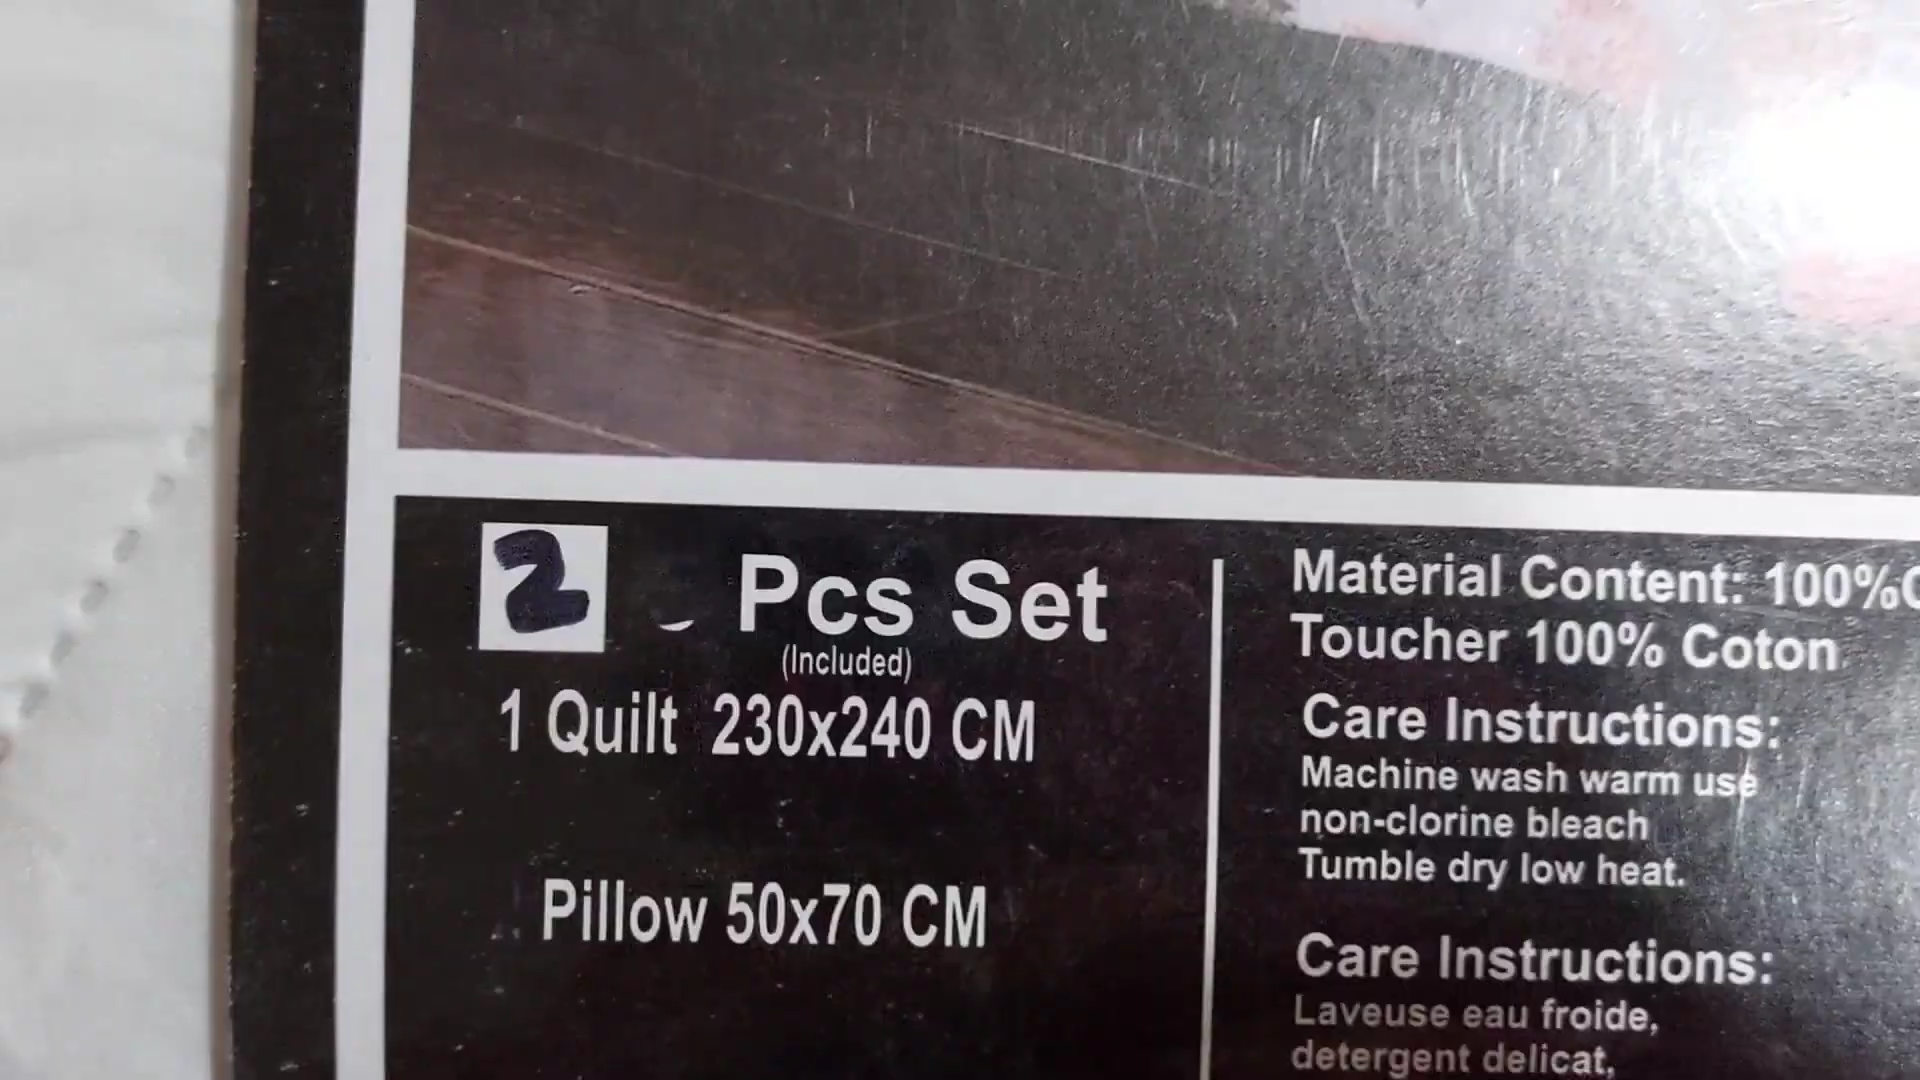 2 Pcs Set
(Included)
1 Quilt 230x240 CM
Pillow 50x70 CM
Material Content: 100%C
Toucher 100% Coton
Care Instructions:
Machine wash warm use
non-clorine bleach
Tumble dry low heat.
Care Instructions:
Laveuse eau froide,
detergent delicat,